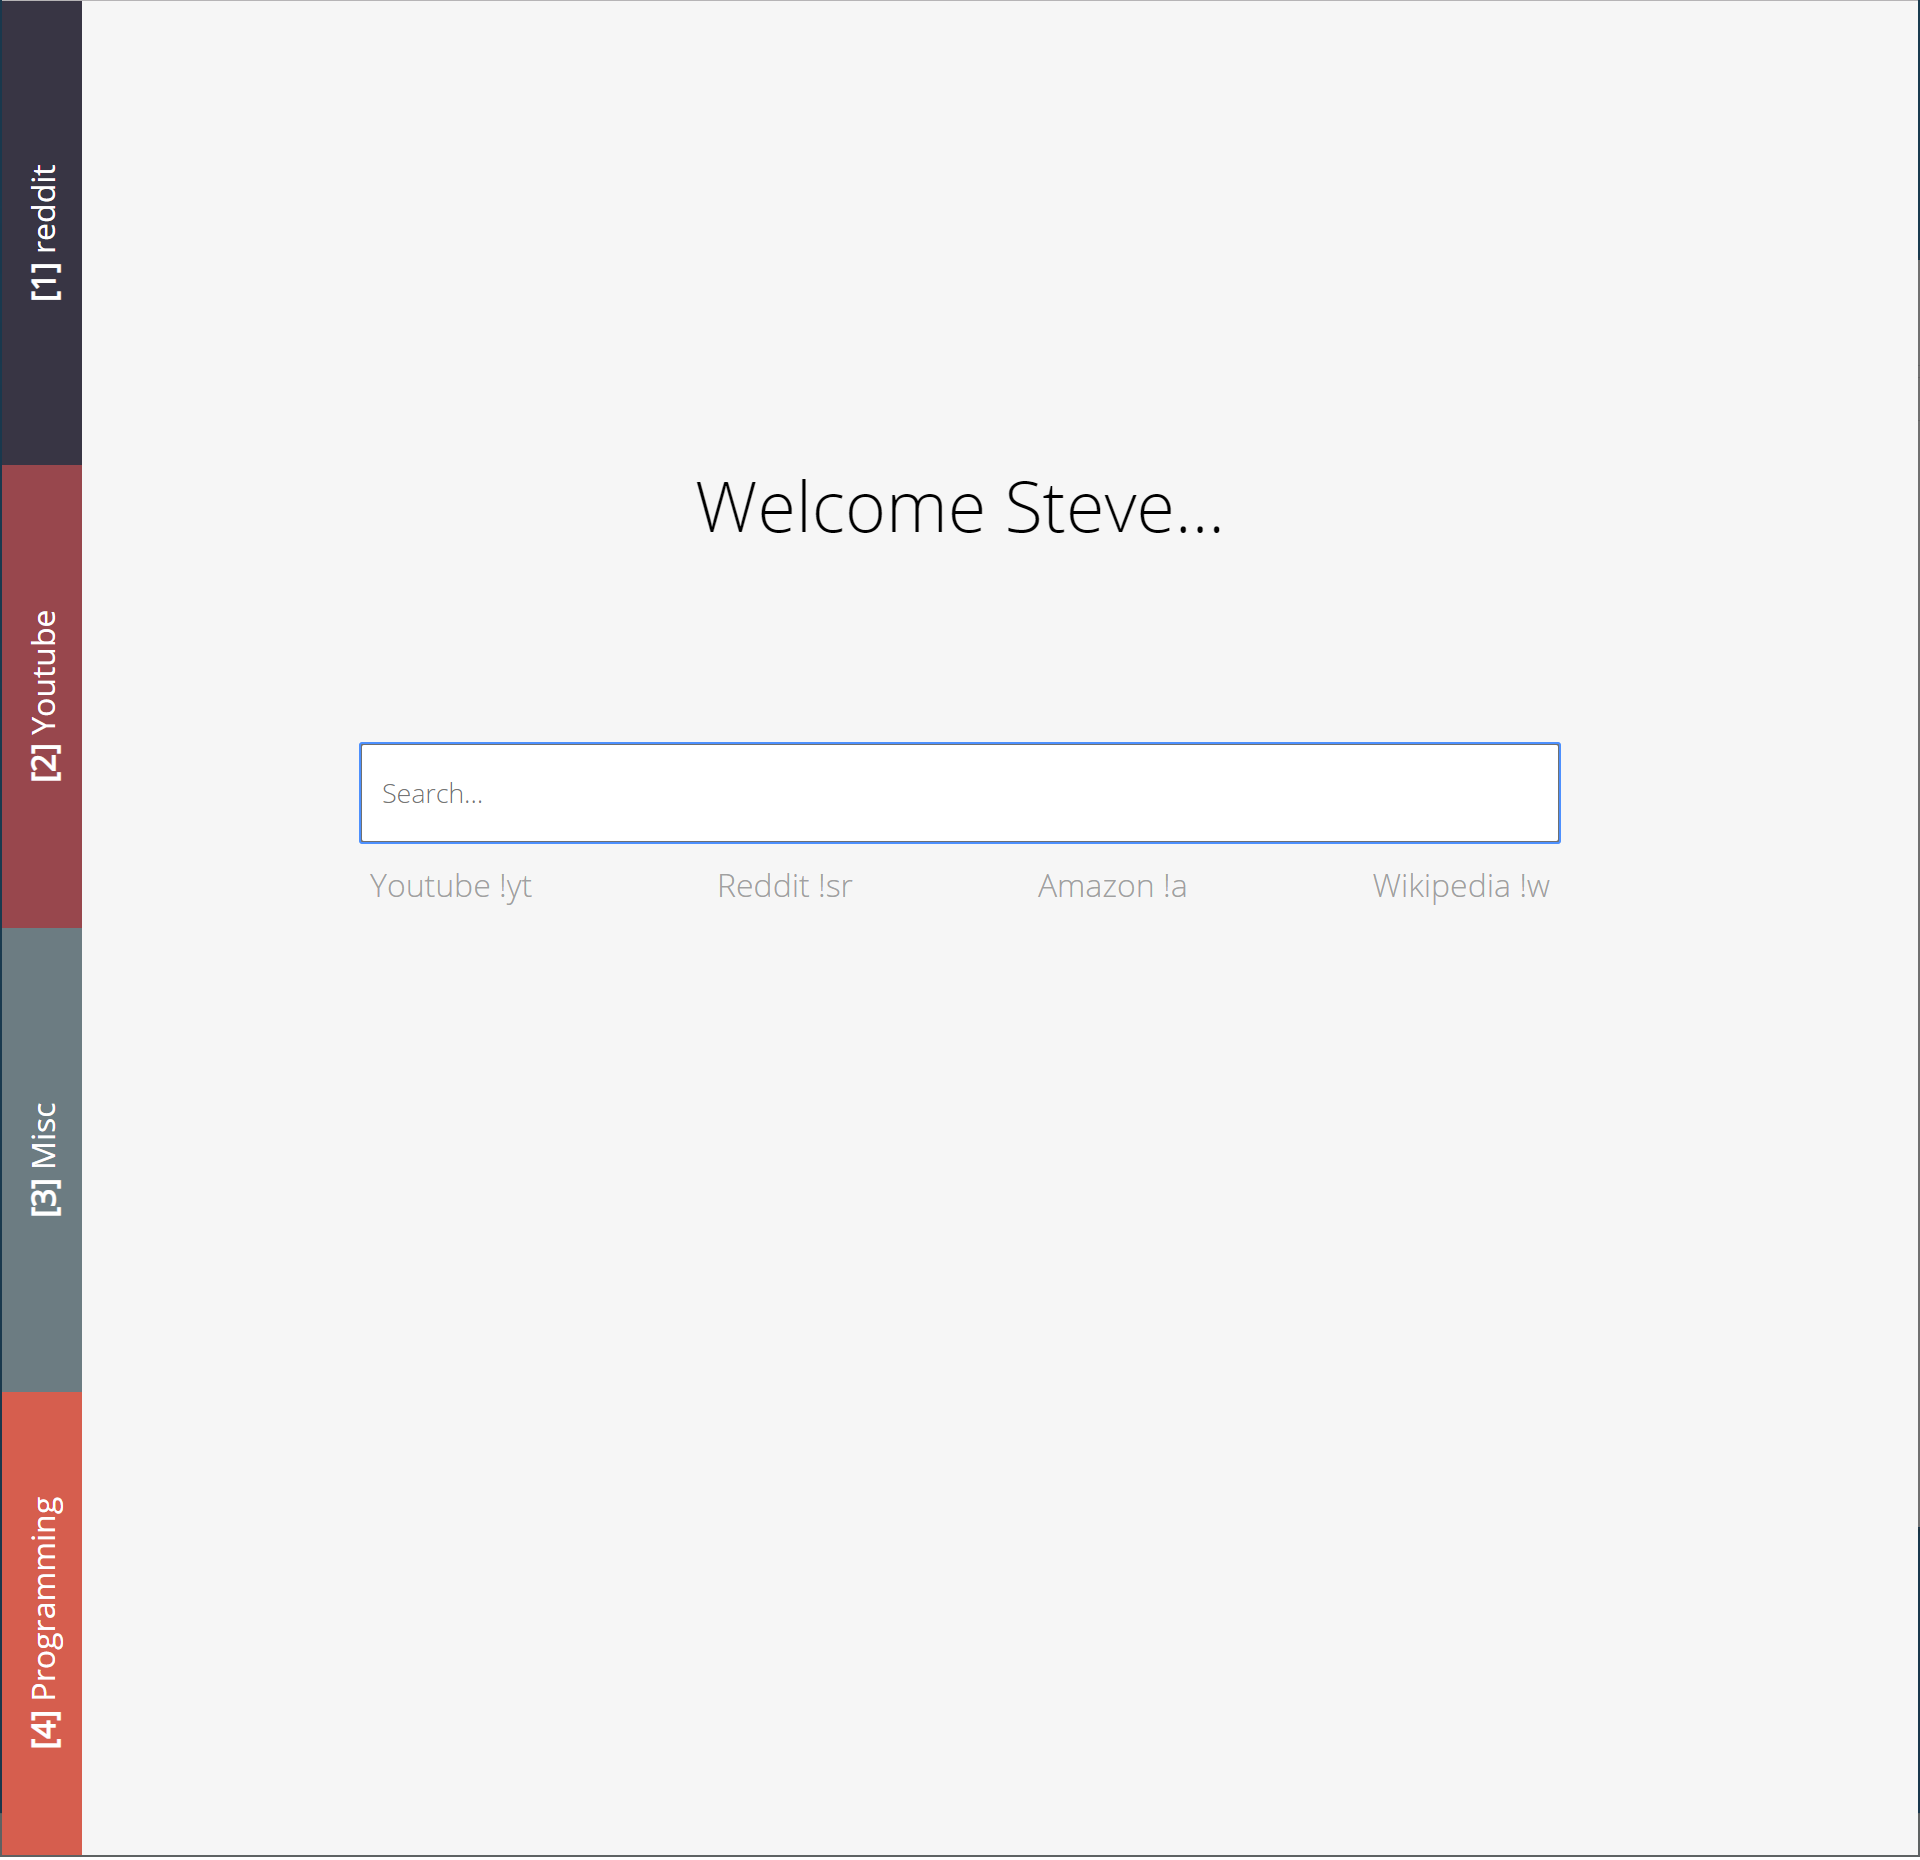 [1] reddit
[2] Youtube
[3] Misc
[4] Programming
Welcome Steve...
Search...
Youtube !yt
Reddit !sr
Amazon !a
Wikipedia !w